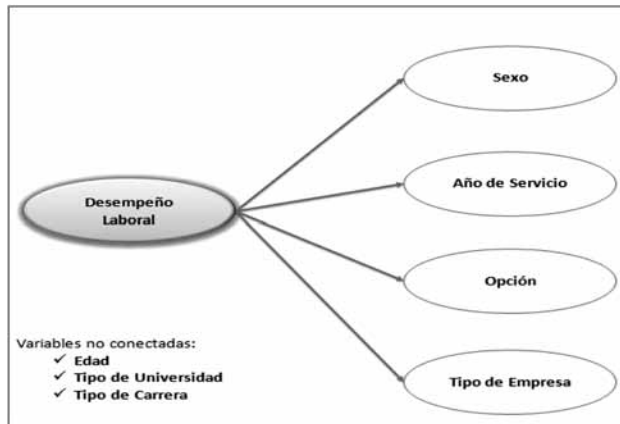 Sexo
Año de Servicio
Desempeño
Laboral
Opción
Tipo de Empresa
Variables no conectadas:
✓ Edad
✓ Tipo de Universidad
✓ Tipo de Carrera